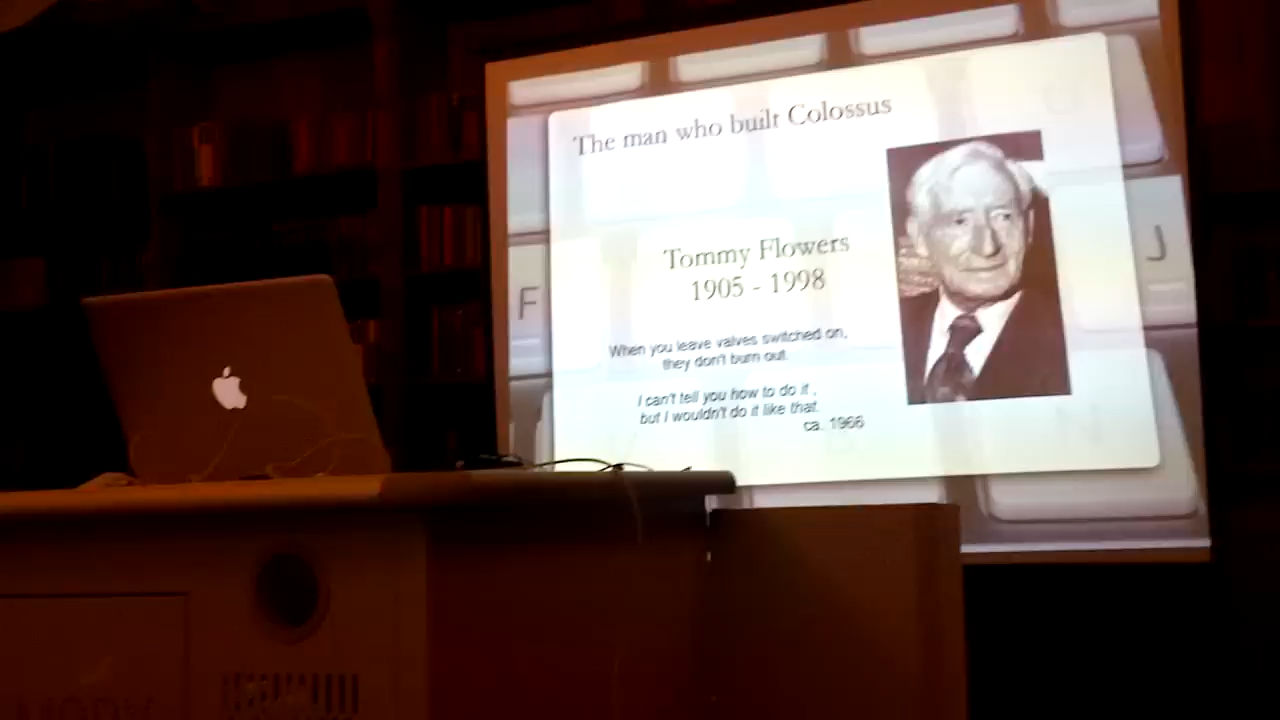 The man who built Colossus
Tommy Flowers
1905 - 1998
When you leave valves switched on,
they don't burn out.
I can't tell you how to do it ,
but I wouldn't do it like that.
ca. 1966
F
J